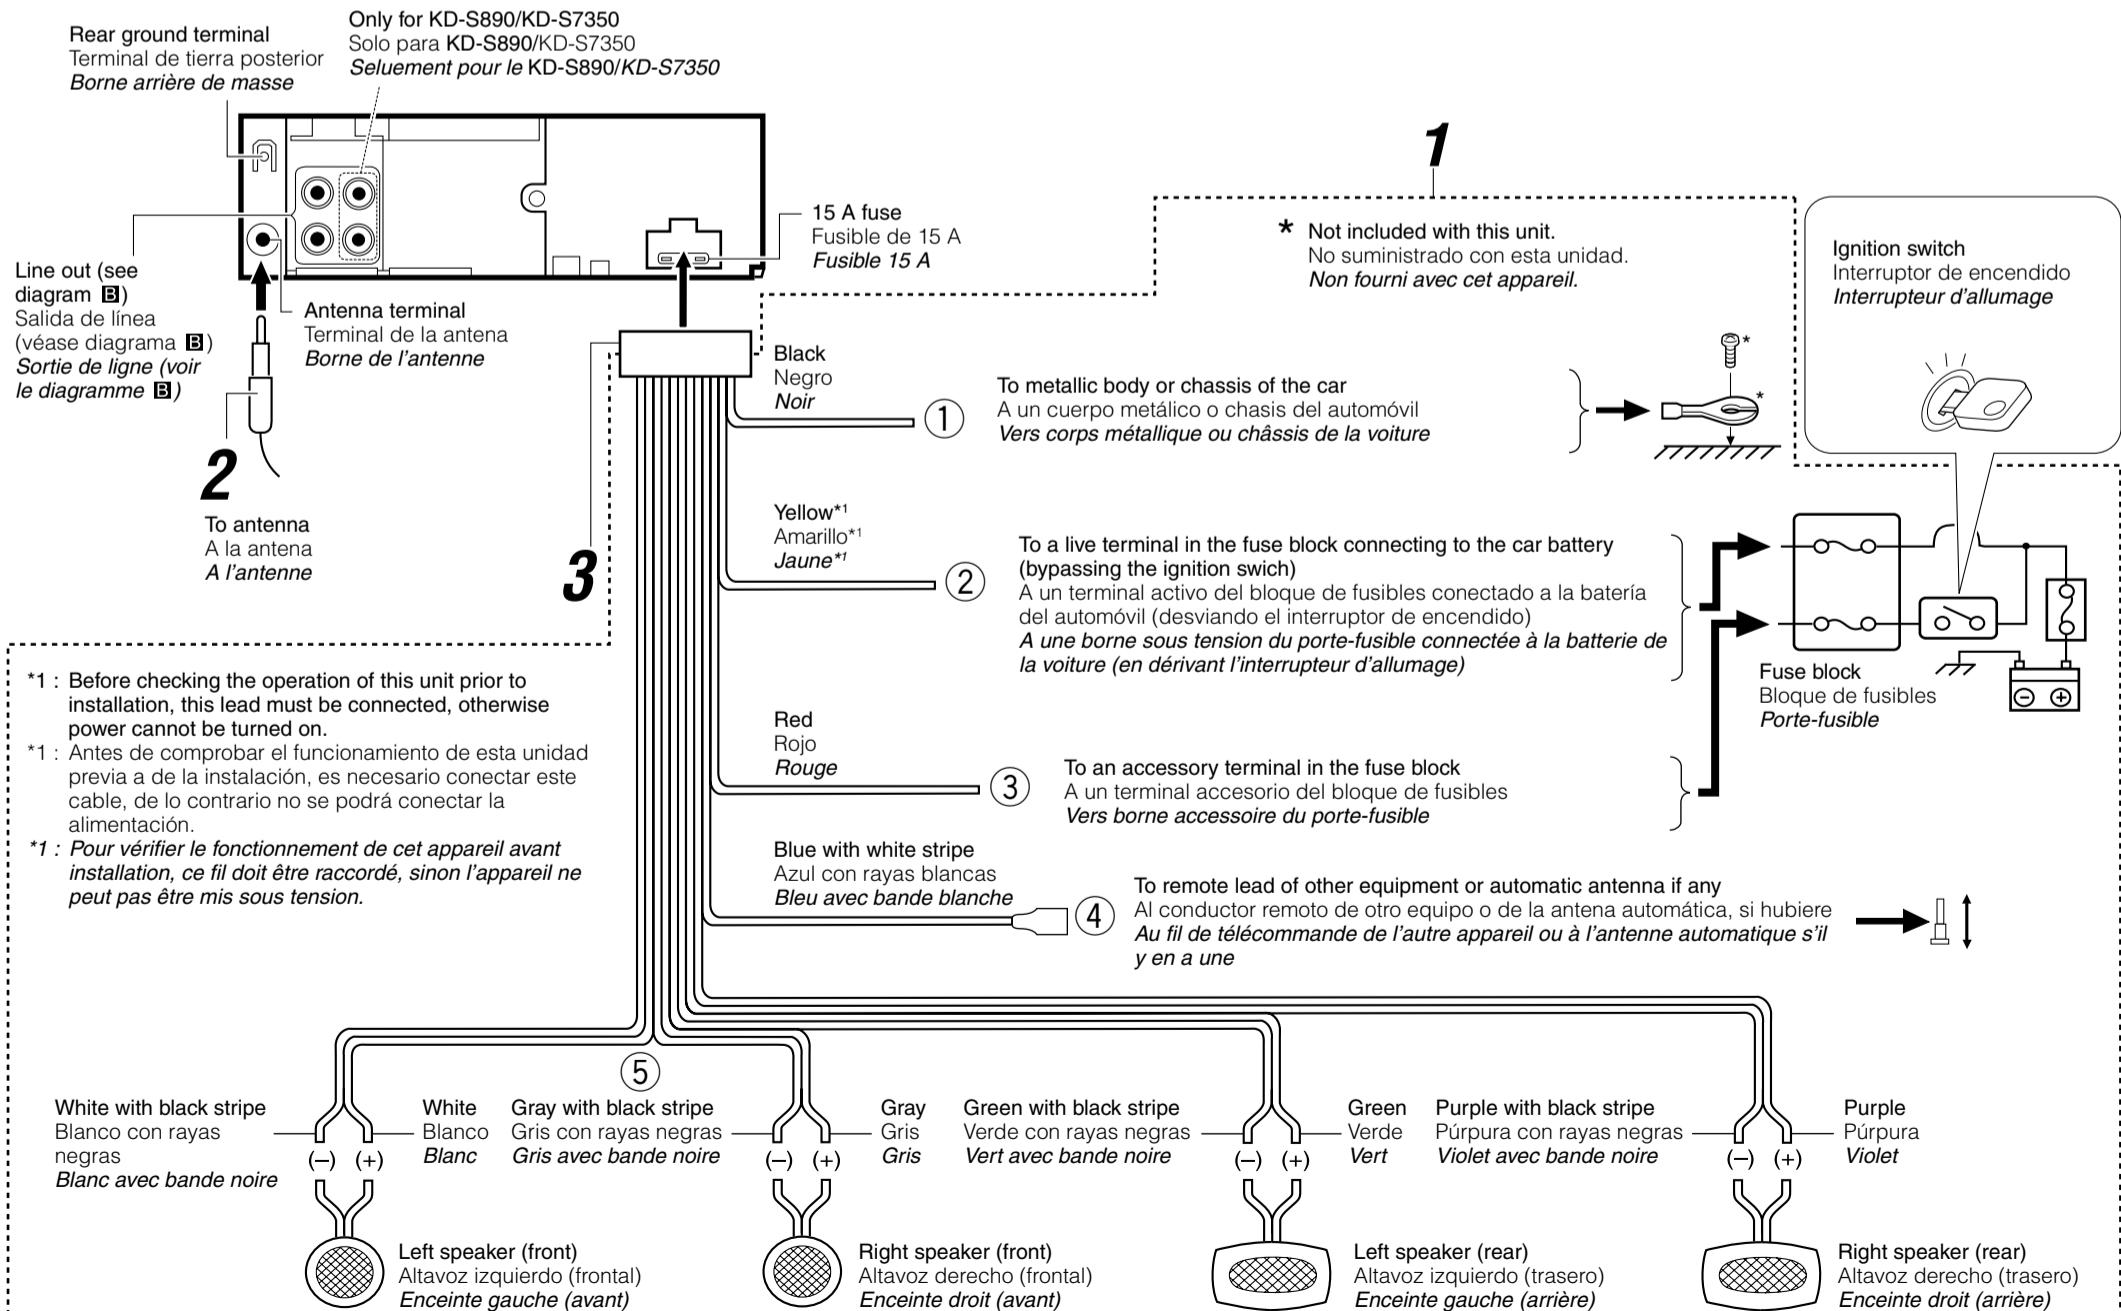 Rear ground terminal
Terminal de tierra posterior
Borne arrière de masse
Only for KD-S890/KD-S7350
Solo para KD-S890/KD-S7350
Seluement pour le KD-S890/KD-S7350
1
15 A fuse
Fusible de 15 A
Fusible 15 A
* Not included with this unit.
No suministrado con esta unidad.
Non fourni avec cet appareil.
Ignition switch
Interruptor de encendido
Interrupteur d'allumage
Line out (see
diagram B)
Salida de línea
(véase diagrama B)
Sortie de ligne (voir
le diagramme B)
Antenna terminal
Terminal de la antena
Borne de l'antenne
2
To antenna
A la antena
A l'antenne
3
Black
Negro
Noir
1
To metallic body or chassis of the car
A un cuerpo metálico o chasis del automóvil
Vers corps métallique ou châssis de la voiture
*
*
Yellow*1
Amarillo*1
Jaune*1
2
To a live terminal in the fuse block connecting to the car battery
(bypassing the ignition swich)
A un terminal activo del bloque de fusibles conectado a la batería
del automóvil (desviando el interruptor de encendido)
A une borne sous tension du porte-fusible connectée à la batterie de
la voiture (en dérivant l'interrupteur d'allumage)
Fuse block
Bloque de fusibles
Porte-fusible
− +
*1 : Before checking the operation of this unit prior to
installation, this lead must be connected, otherwise
power cannot be turned on.
*1 : Antes de comprobar el funcionamiento de esta unidad
previa a de la instalación, es necesario conectar este
cable, de lo contrario no se podrá conectar la
alimentación.
*1 : Pour vérifier le fonctionnement de cet appareil avant
installation, ce fil doit être raccordé, sinon l'appareil ne
peut pas être mis sous tension.
Red
Rojo
Rouge
3
To an accessory terminal in the fuse block
A un terminal accesorio del bloque de fusibles
Vers borne accessoire du porte-fusible
Blue with white stripe
Azul con rayas blancas
Bleu avec bande blanche
4
To remote lead of other equipment or automatic antenna if any
Al conductor remoto de otro equipo o de la antena automática, si hubiere
Au fil de télécommande de l'autre appareil ou à l'antenne automatique s'il
y en a une
5
White with black stripe
Blanco con rayas
negras
Blanc avec bande noire
White
Blanco
Blanc
(−) (+)
Gray with black stripe
Gris con rayas negras
Gris avec bande noire
Gray
Gris
Gris
(−) (+)
Green with black stripe
Verde con rayas negras
Vert avec bande noire
Green
Verde
Vert
(−) (+)
Purple with black stripe
Púrpura con rayas negras
Violet avec bande noire
Purple
Púrpura
Violet
(−) (+)
Left speaker (front)
Altavoz izquierdo (frontal)
Enceinte gauche (avant)
Right speaker (front)
Altavoz derecho (frontal)
Enceinte droit (avant)
Left speaker (rear)
Altavoz izquierdo (trasero)
Enceinte gauche (arrière)
Right speaker (rear)
Altavoz derecho (trasero)
Enceinte droit (arrière)